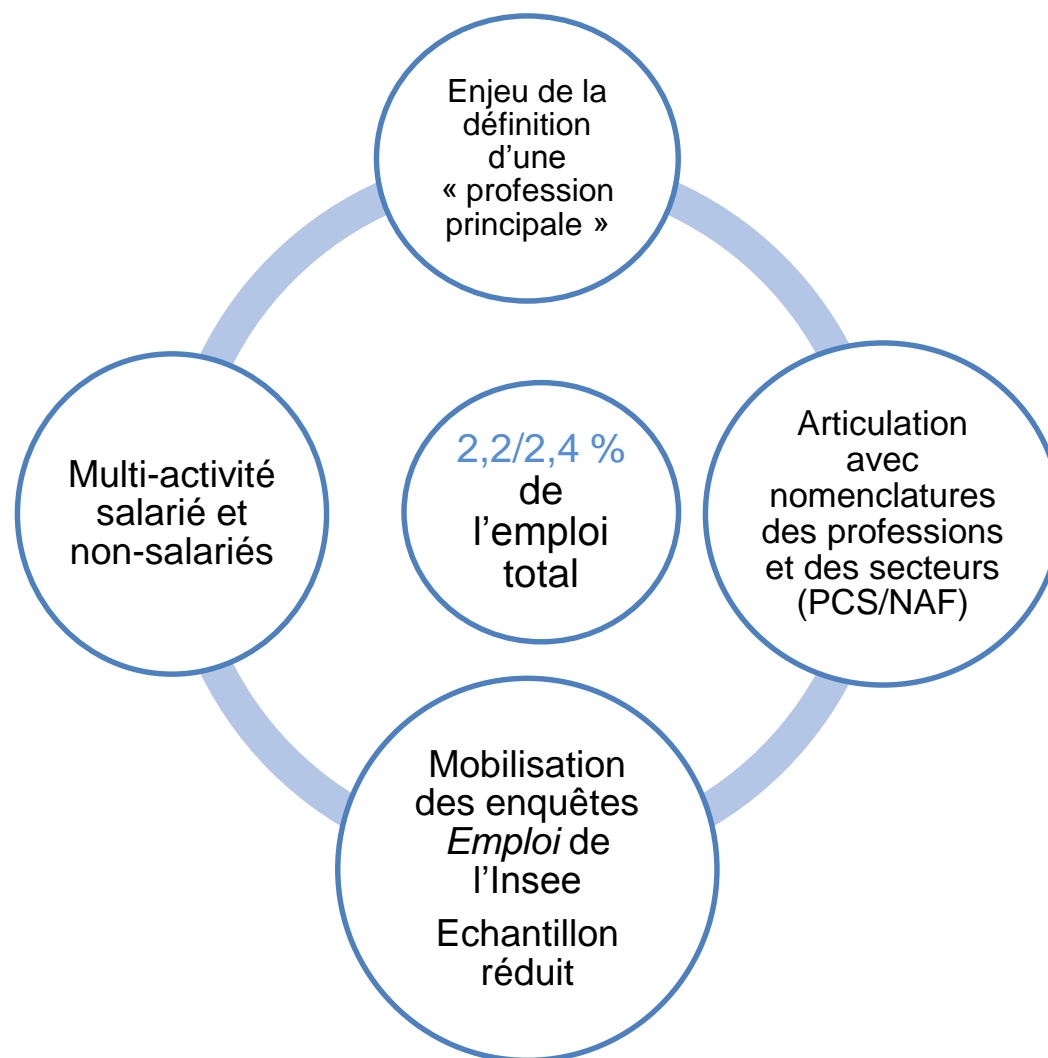 Enjeu de la
définition
d’une
« profession
principale »
Multi-activité
salarié et
non-salariés
2,2/2,4 %
de
l’emploi
total
Articulation
avec
nomenclatures
des professions
et des secteurs
(PCS/NAF)
Mobilisation
des enquêtes
Emploi de
l’Insee
Echantillon
réduit